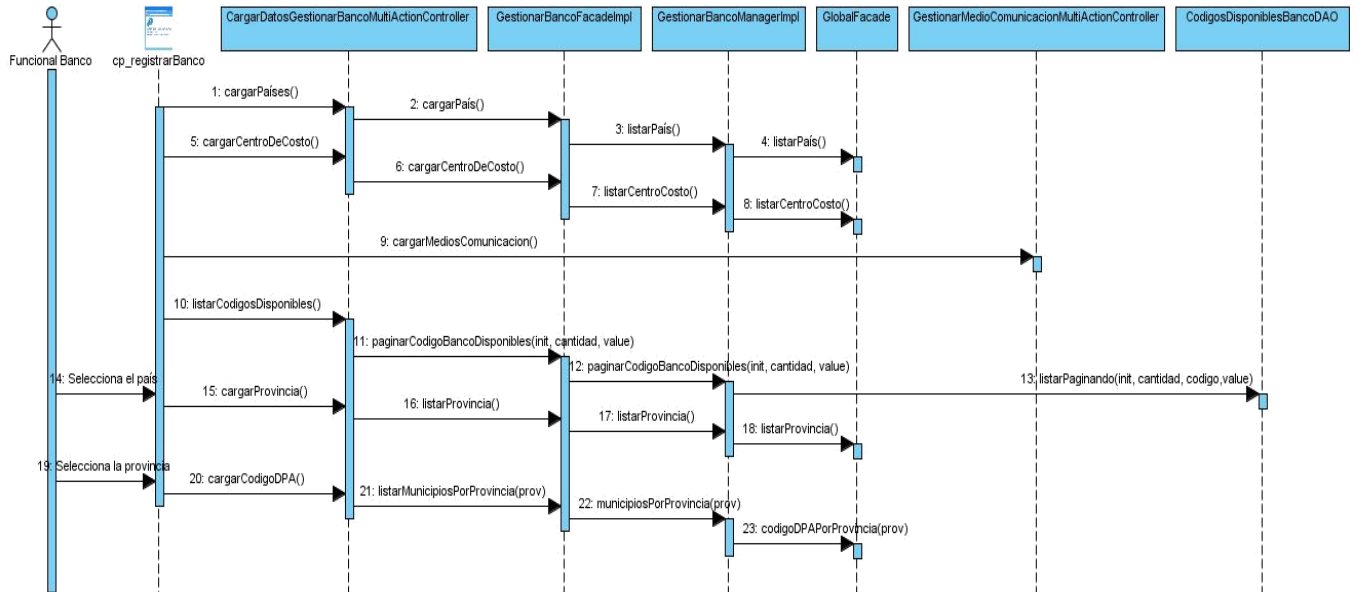 CargarDatosGestionarBancoMultiActionController
GestionarBancoFacadeImpl
GestionarBancoManagerImpl
GlobalFacade
GestionarMedioComunicacionMultiActionController
CodigosDisponiblesBancoDAO
Funcional Banco
cp_registrarBanco
1: cargarPaíses()
2: cargarPaís()
3: listarPaís()
4: listarPaís()
5: cargarCentroDeCosto()
6: cargarCentroDeCosto()
7: listarCentroCosto()
8: listarCentroCosto()
9: cargarMediosComunicacion()
10: listarCodigosDisponibles()
11: paginarCodigoBancoDisponibles(init, cantidad, value)
12: paginarCodigoBancoDisponibles(init, cantidad, value)
13: listarPaginando(init, cantidad, codigo,value)
14: Selecciona el país
15: cargarProvincia()
16: listarProvincia()
17: listarProvincia()
18: listarProvincia()
19: Selecciona la provincia
20: cargarCodigoDPA()
21: listarMunicipiosPorProvincia(prov)
22: municipiosPorProvincia(prov)
23: codigoDPAPorProvincia(prov)